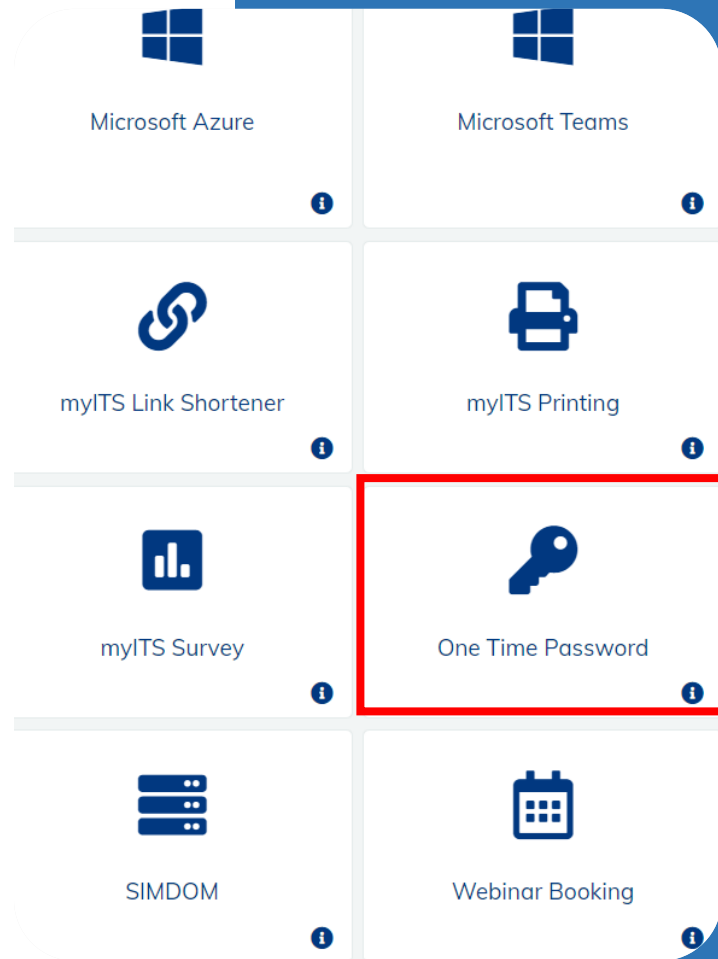 Microsoft Azure
Microsoft Teams
myITS Link Shortener
myITS Printing
myITS Survey
One Time Password
SIMDOM
Webinar Booking